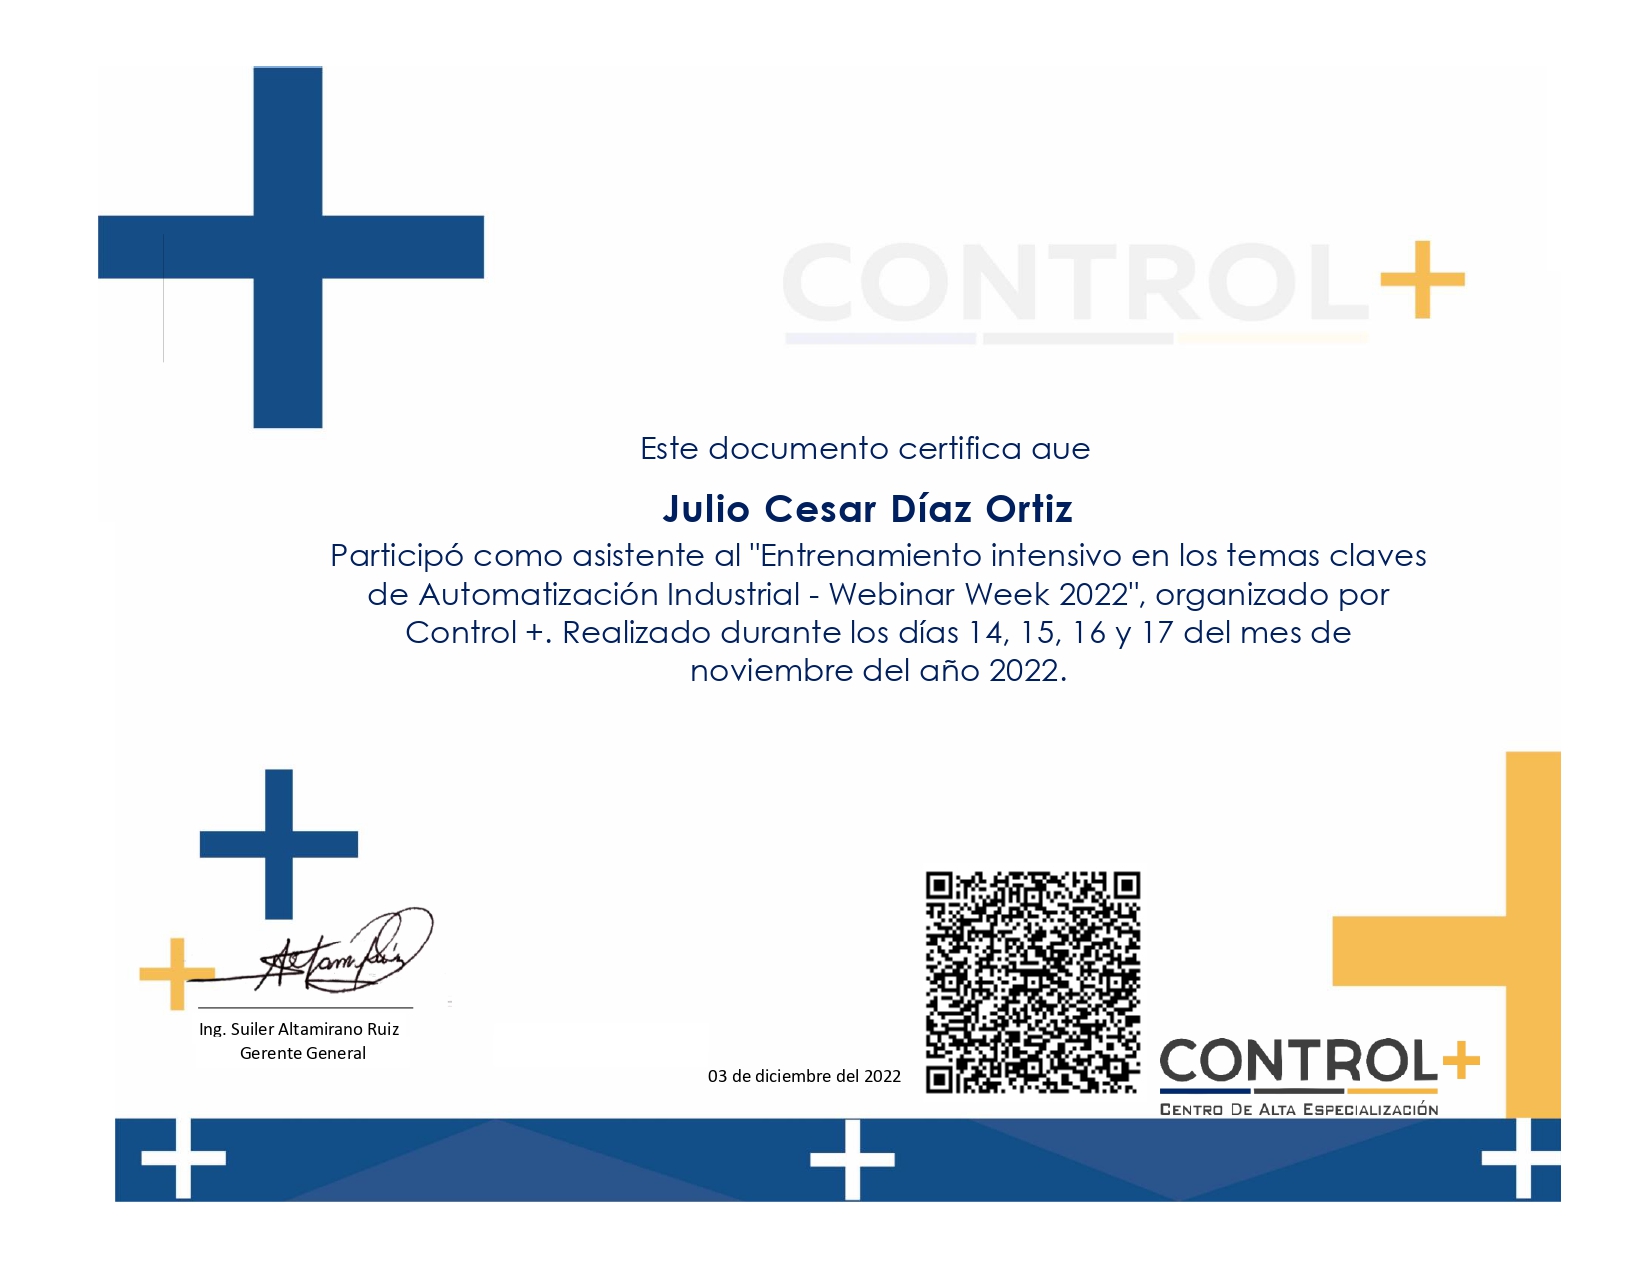 CONTROL+
Este documento certifica aue
Julio Cesar Díaz Ortiz
Participó como asistente al "Entrenamiento intensivo en los temas claves
de Automatización Industrial - Webinar Week 2022", organizado por
Control +. Realizado durante los días 14, 15, 16 y 17 del mes de
noviembre del año 2022.
Ing. Suiler Altamirano Ruiz
Gerente General
03 de diciembre del 2022
CONTROL+
CENTRO DE ALTA ESPECIALIZACIÓN